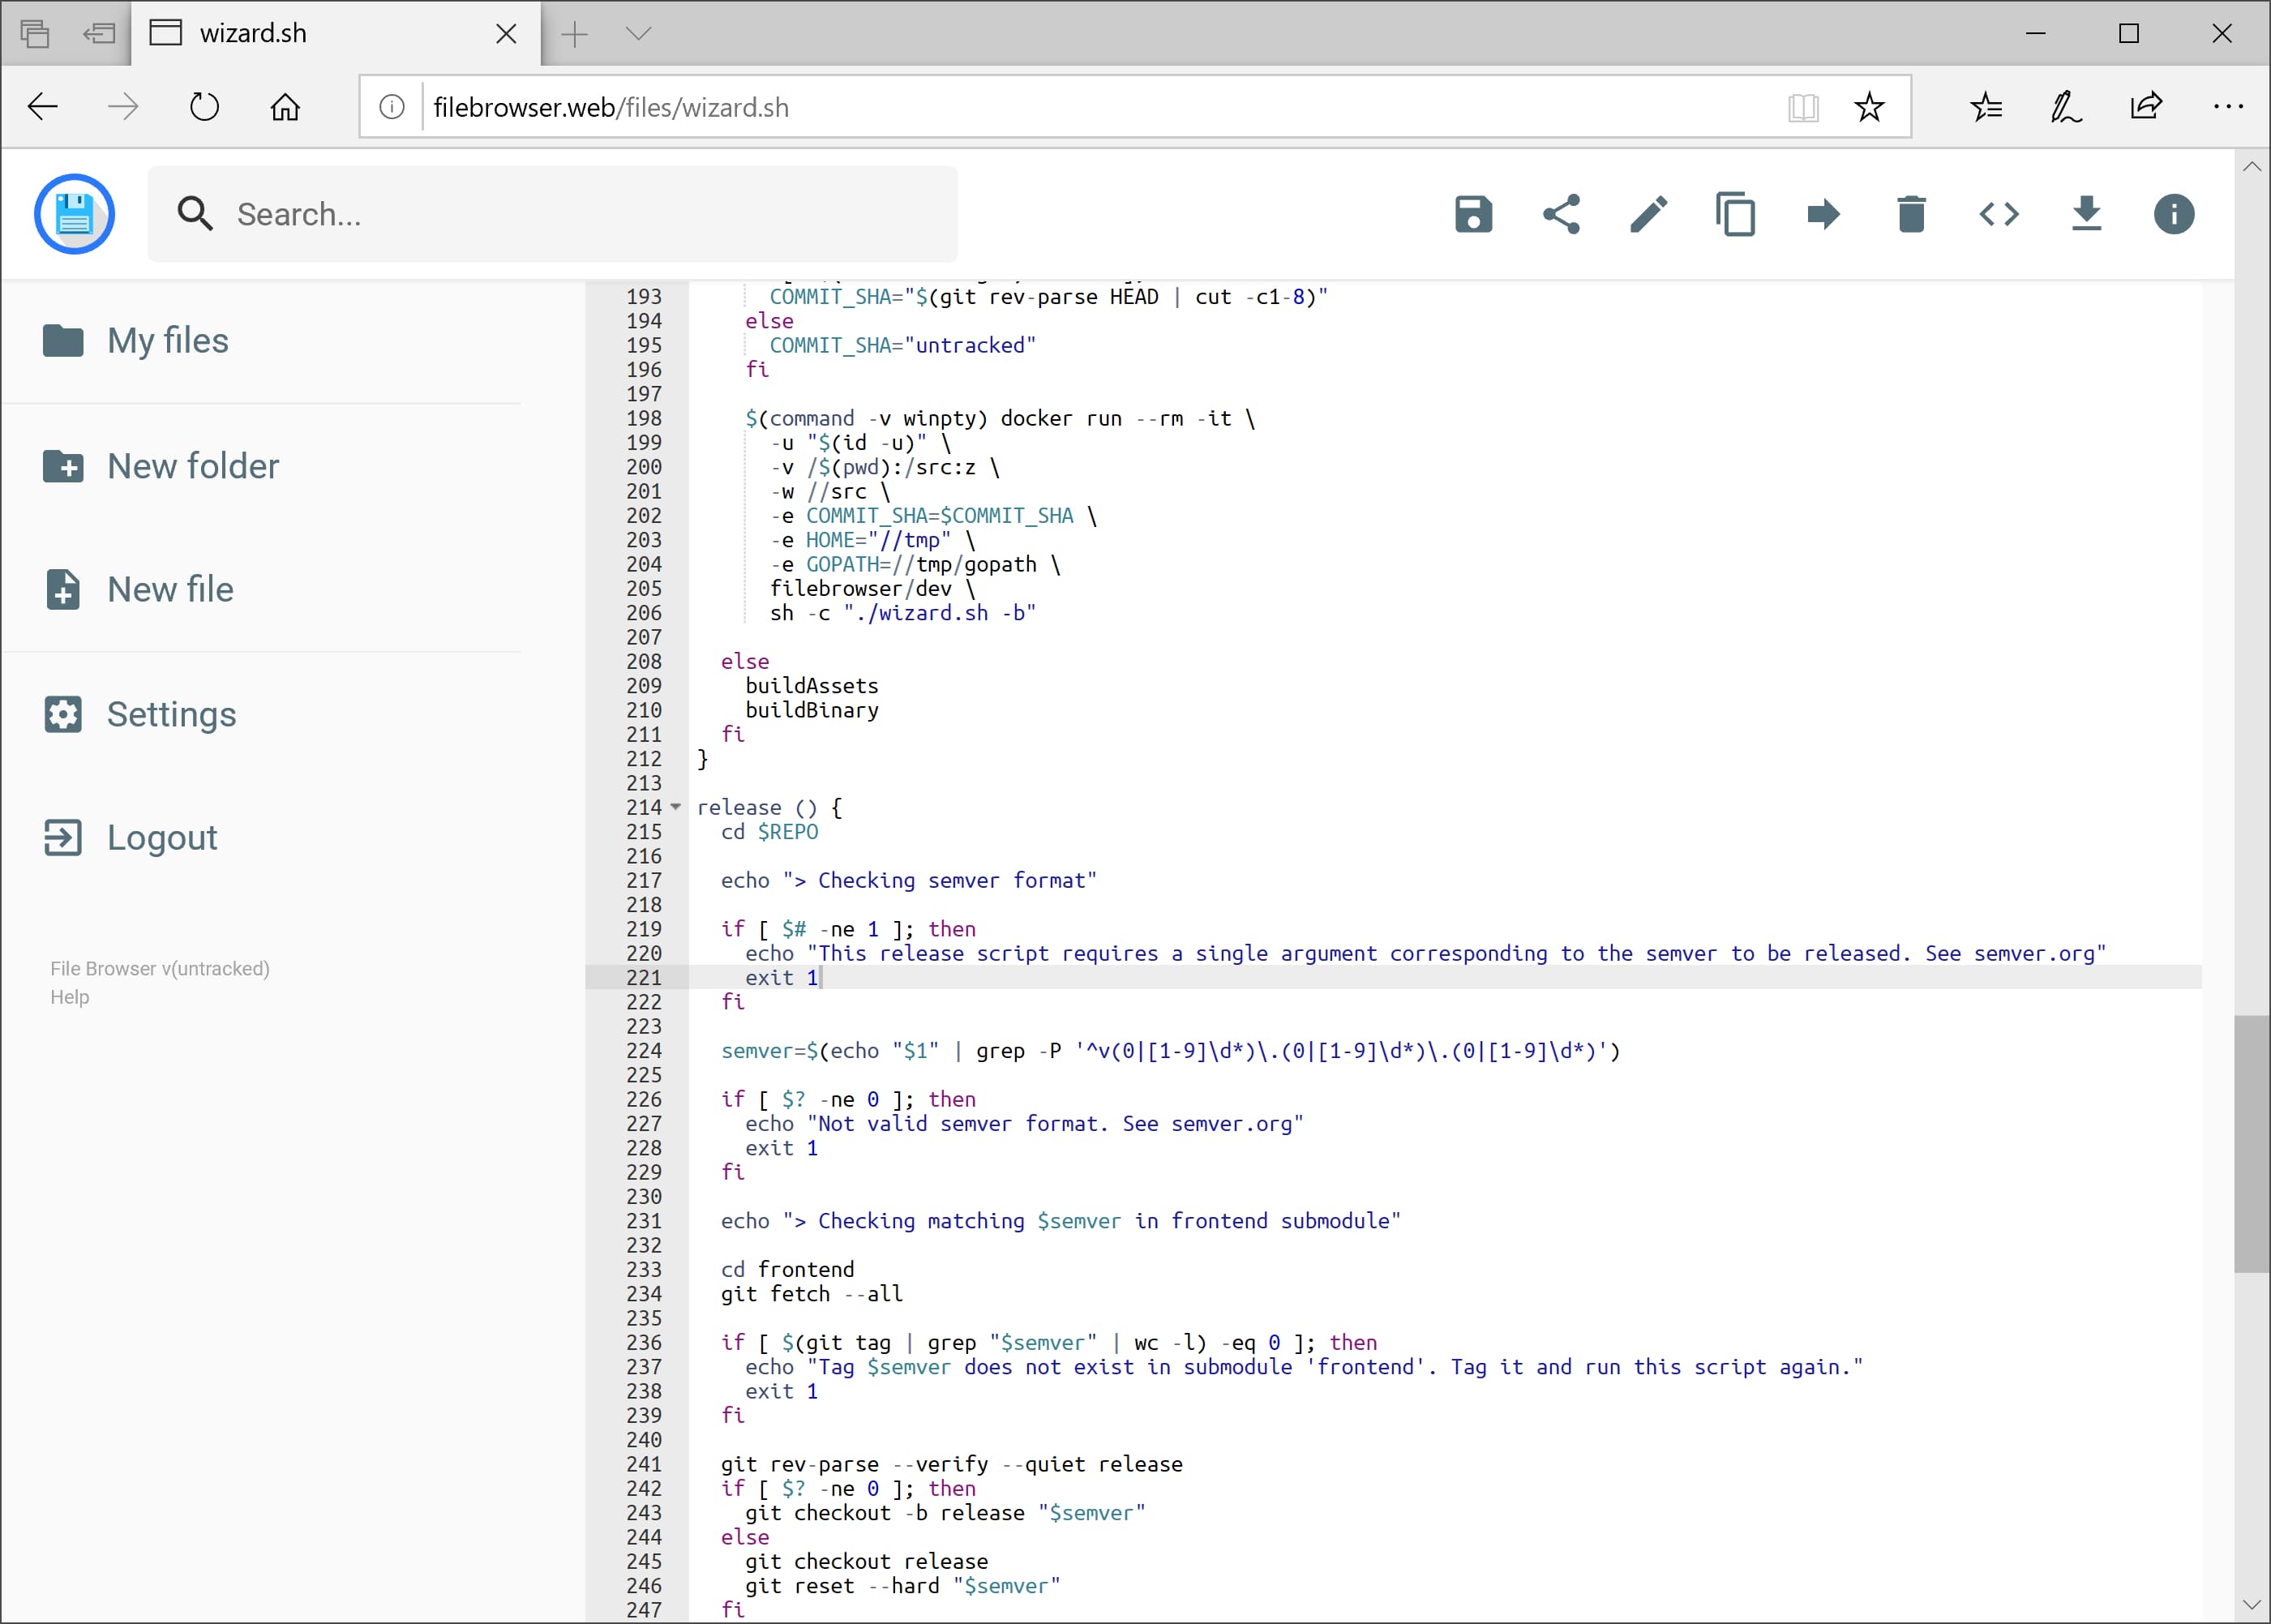 wizard.sh
filebrowser.web/files/wizard.sh
Search...
My files
New folder
New file
Settings
Logout
File Browser v(untracked)
Help
193       COMMIT_SHA="$(git rev-parse HEAD | cut -c1-8)"
194     else
195       COMMIT_SHA="untracked"
196     fi
197
198     $(command -v winpty) docker run --rm -it \
199       -u "$(id -u)" \
200       -v /$(pwd):/src:z \
201       -w //src \
202       -e COMMIT_SHA=$COMMIT_SHA \
203       -e HOME="//tmp" \
204       -e GOPATH=//tmp/gopath \
205       filebrowser/dev \
206       sh -c "./wizard.sh -b"
207
208   else
209     buildAssets
210     buildBinary
211   fi
212 }
213
214 release () {
215   cd $REPO
216
217   echo "> Checking semver format"
218
219   if [ $# -ne 1 ]; then
220     echo "This release script requires a single argument corresponding to the semver to be released. See semver.org"
221     exit 1
222   fi
223
224   semver=$(echo "$1" | grep -P '^v(0|[1-9]\d*)\.(0|[1-9]\d*)\.(0|[1-9]\d*)')
225
226   if [ $? -ne 0 ]; then
227     echo "Not valid semver format. See semver.org"
228     exit 1
229   fi
230
231   echo "> Checking matching $semver in frontend submodule"
232
233   cd frontend
234   git fetch --all
235
236   if [ $(git tag | grep "$semver" | wc -l) -eq 0 ]; then
237     echo "Tag $semver does not exist in submodule 'frontend'. Tag it and run this script again."
238     exit 1
239   fi
240
241   git rev-parse --verify --quiet release
242   if [ $? -ne 0 ]; then
243     git checkout -b release "$semver"
244   else
245     git checkout release
246     git reset --hard "$semver"
247   fi